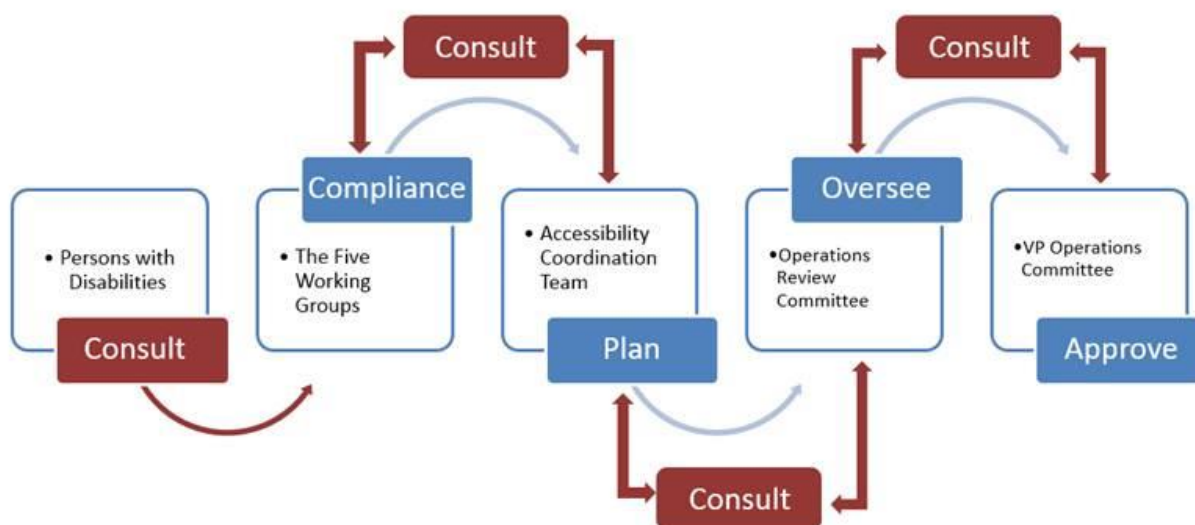 Consult
Consult
Compliance
Oversee
• Persons with
Disabilities
Consult
• The Five
Working
Groups
• Accessibility
Coordination
Team
Plan
•Operations
Review
Committee
•VP Operations
Committee
Approve
Consult